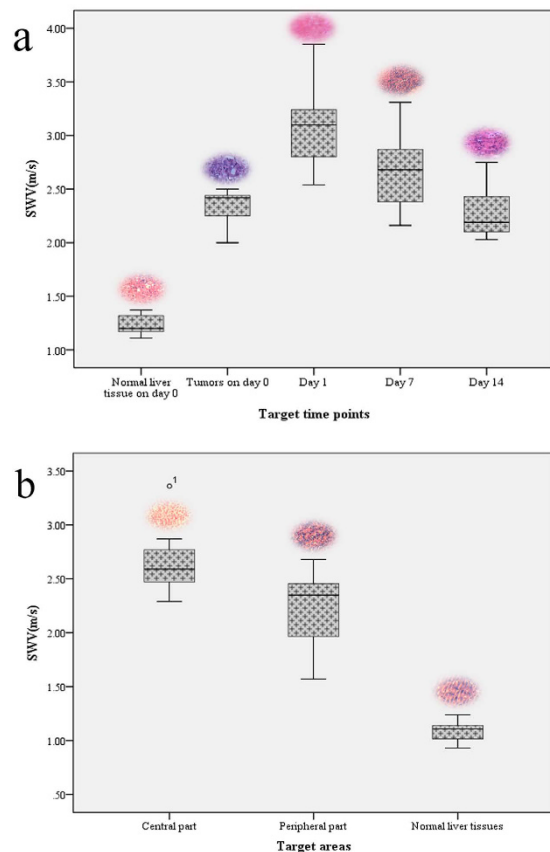 a
4.00
3.50
3.00
2.50
2.00
1.50
1.00
SWV(m/s)
Normal liver
tissue on day 0
Tumors on day 0
Day 1
Day 7
Day 14
Target time points
b
3.50
3.00
2.50
2.00
1.50
1.00
.50
SWV(m/s)
1
Central part
Peripheral part
Normal liver tissues
Target areas